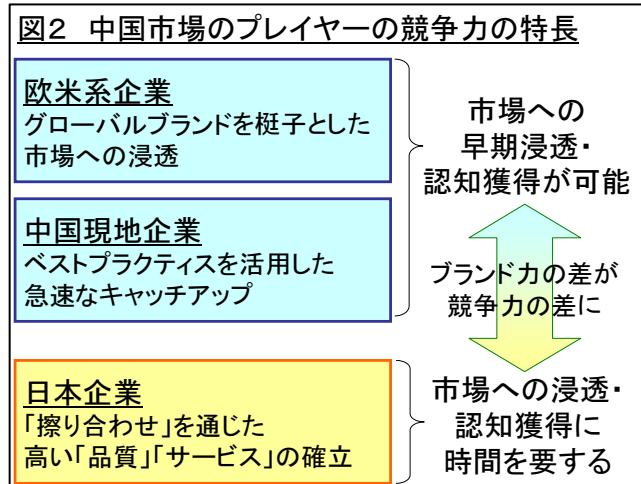 図2 中国市場のプレイヤーの競争力の特長
欧米系企業
グローバルブランドを梃子とした
市場への浸透
中国現地企業
ベストプラクティスを活用した
急速なキャッチアップ
市場への
早期浸透・
認知獲得が可能
ブランド力の差が
競争力の差に
日本企業
「擦り合わせ」を通じた
高い「品質」「サービス」の確立
市場への浸透・
認知獲得に
時間を要する